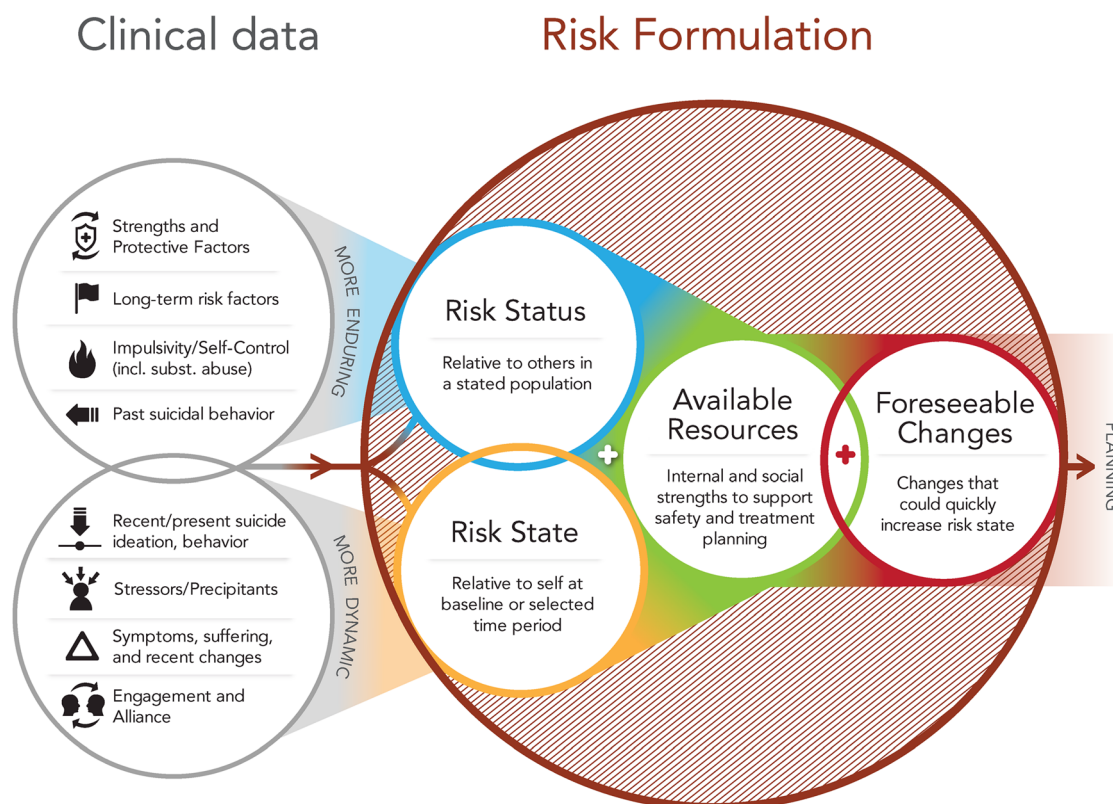 Clinical data
Risk Formulation
Strengths and
Protective Factors
Long-term risk factors
Impulsivity/Self-Control
(incl. subst. abuse)
Past suicidal behavior
MORE ENDURING
Recent/present suicide
ideation, behavior
Stressors/Precipitants
Symptoms, suffering,
and recent changes
Engagement and
Alliance
MORE DYNAMIC
Risk Status
Relative to others in
a stated population
Risk State
Relative to self at
baseline or selected
time period
+
Available
Resources
Internal and social
strengths to support
safety and treatment
planning
+
Foreseeable
Changes
Changes that
could quickly
increase risk state
PLANNING